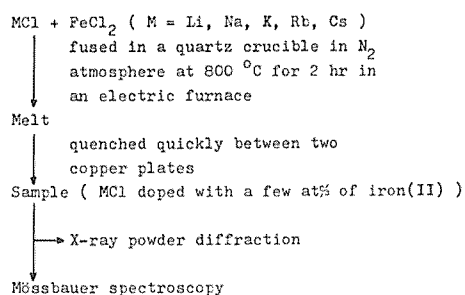 MCl + FeCl2 ( M = Li, Na, K, Rb, Cs )
fused in a quartz crucible in N2
atmosphere at 800 °C for 2 hr in
an electric furnace
Melt
quenched quickly between two
copper plates
Sample ( MCl doped with a few at% of iron(II) )
X-ray powder diffraction
Mössbauer spectroscopy